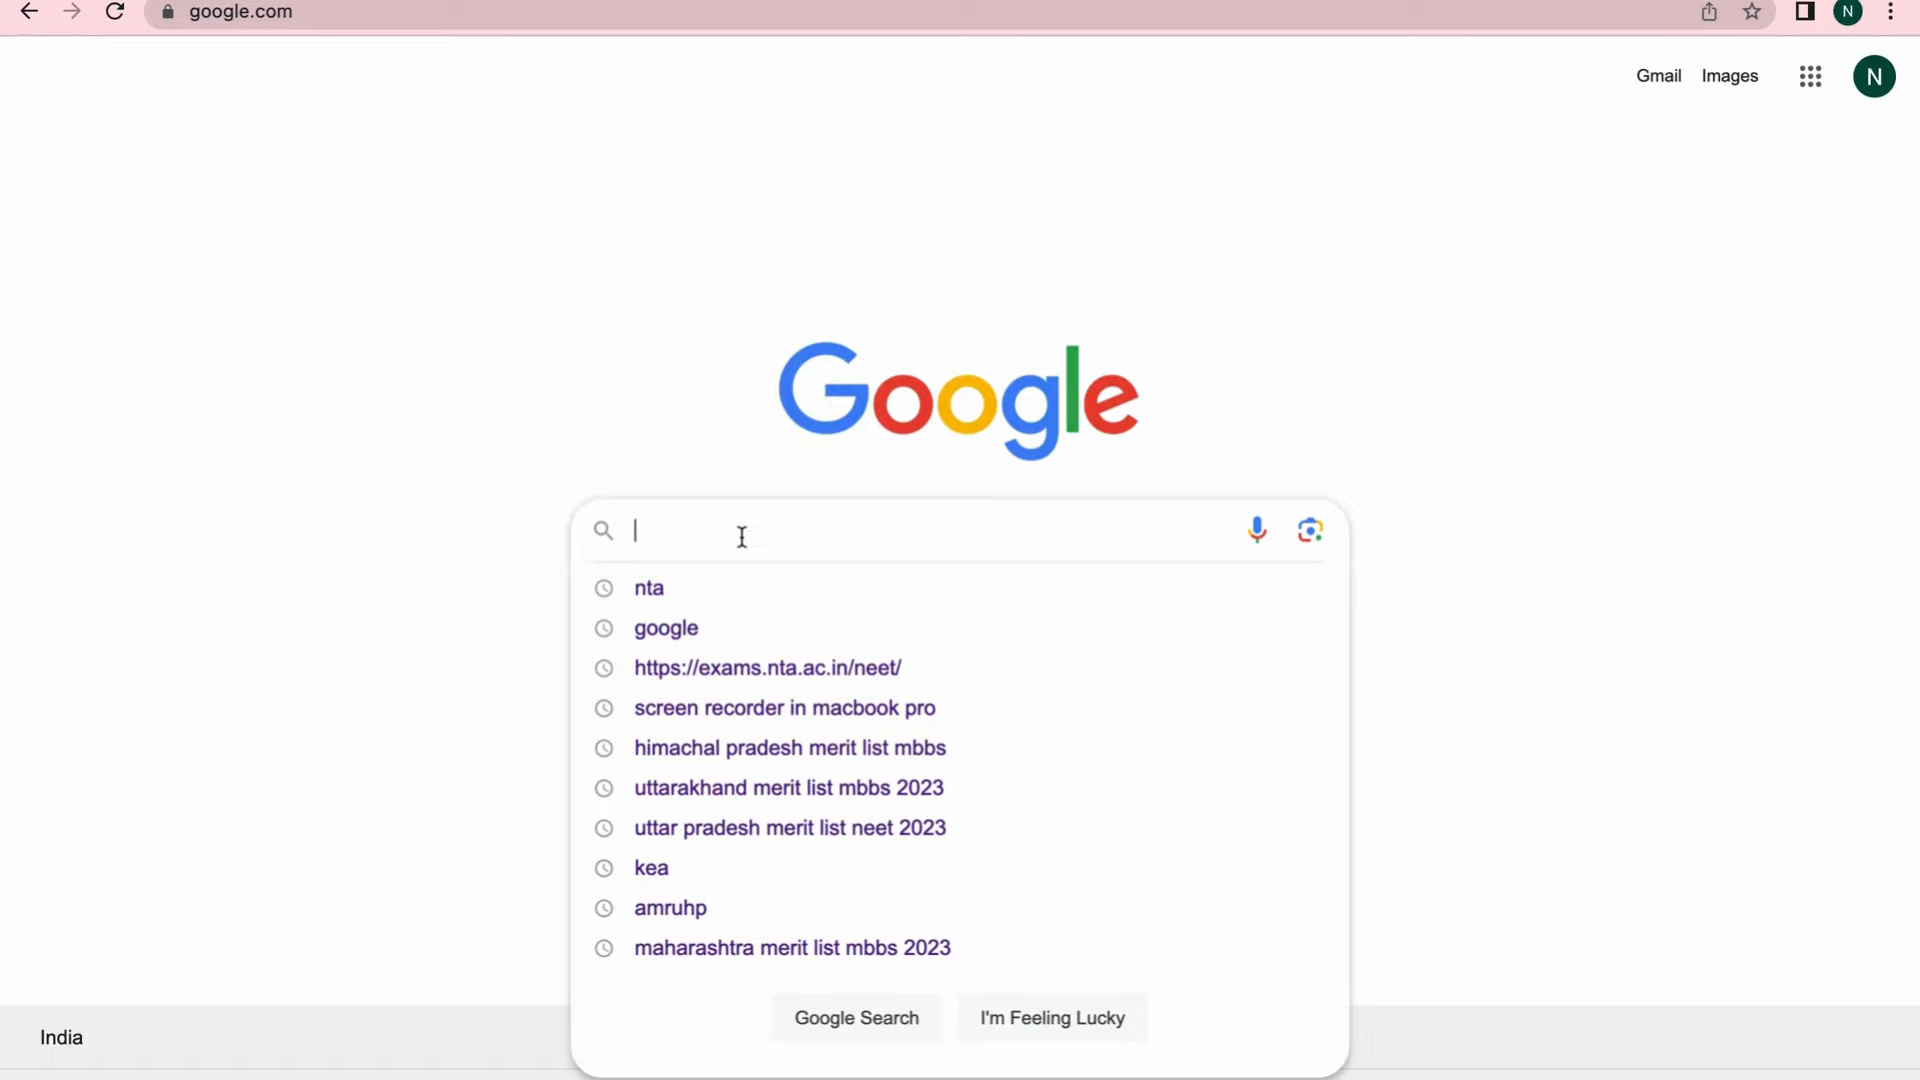 google.com
N
Gmail Images
N
Google
nta
google
https://exams.nta.ac.in/neet/
screen recorder in macbook pro
himachal pradesh merit list mbbs
uttarakhand merit list mbbs 2023
uttar pradesh merit list neet 2023
kea
amruhp
maharashtra merit list mbbs 2023
Google Search I'm Feeling Lucky
India